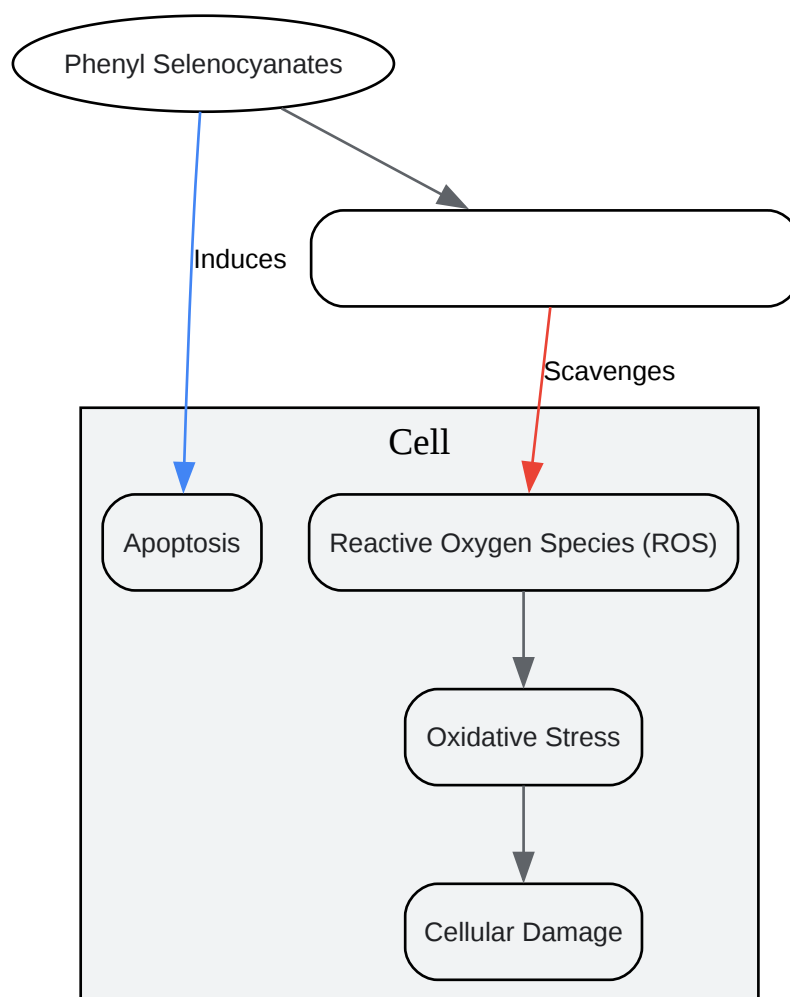 Phenyl Selenocyanates
Induces
Scavenges
Cell
Apoptosis
Reactive Oxygen Species (ROS)
Oxidative Stress
Cellular Damage